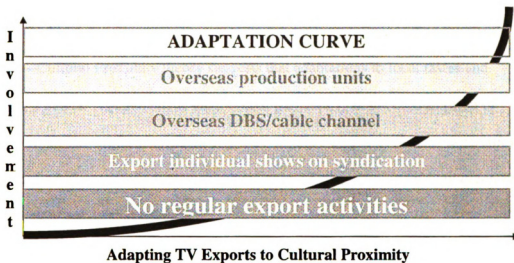 ADAPTATION CURVE
Overseas production units
Overseas DBS/cable channel
Export individual shows on syndication
No regular export activities
Involvement
Adapting TV Exports to Cultural Proximity